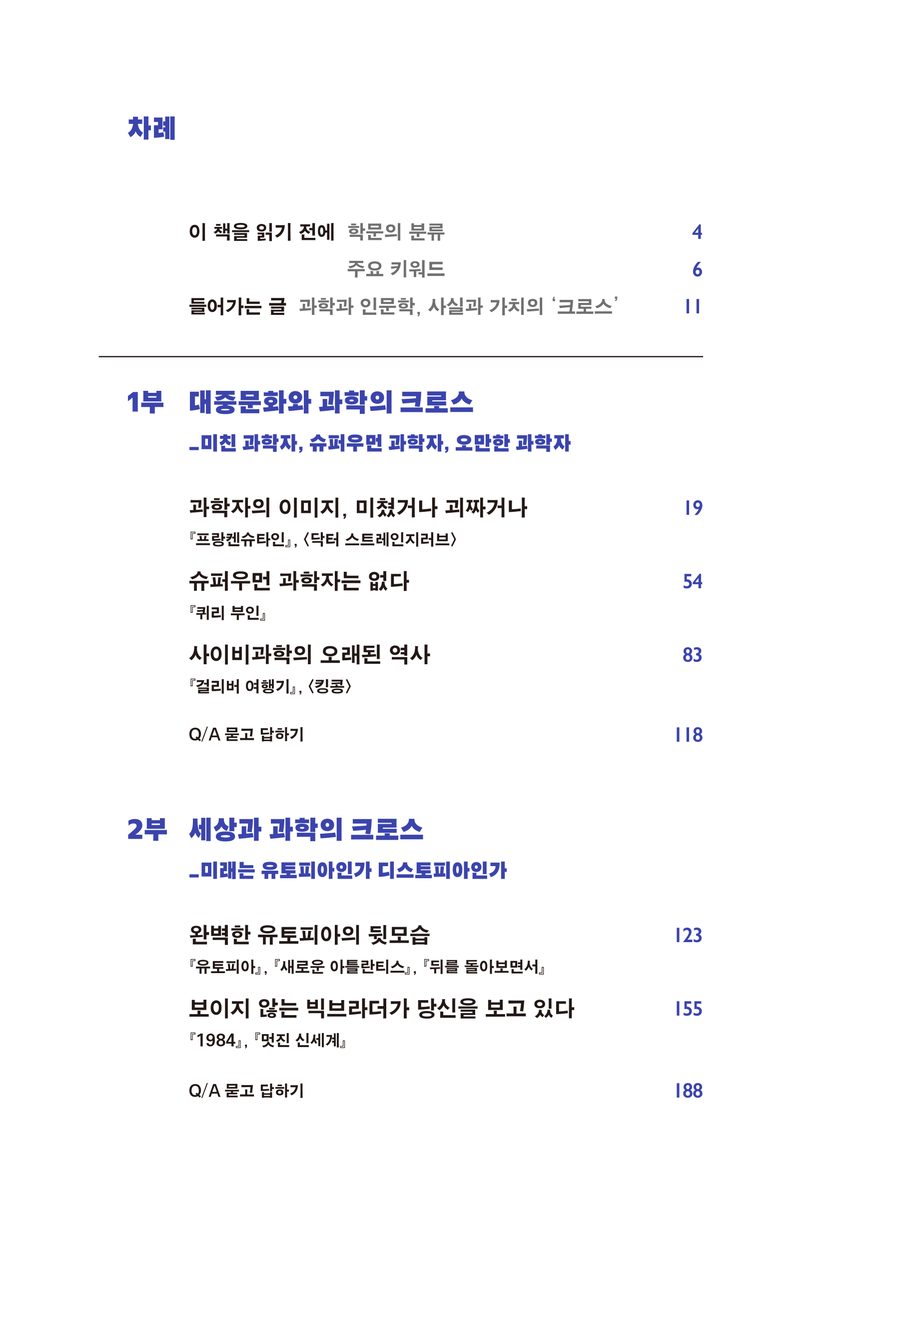 차례
이 책을 읽기 전에 학문의 분류 4
주요 키워드 6
들어가는 글 과학과 인문학, 사실과 가치의 ‘크로스’ 11
1부 대중문화와 과학의 크로스
_미친 과학자, 슈퍼우먼 과학자, 오만한 과학자
과학자의 이미지, 미쳤거나 괴짜거나 19
『프랑켄슈타인』, 〈닥터 스트레인지러브〉
슈퍼우먼 과학자는 없다 54
『퀴리 부인』
사이비과학의 오래된 역사 83
『걸리버 여행기』, 〈킹콩〉
Q/A 묻고 답하기 118
2부 세상과 과학의 크로스
_미래는 유토피아인가 디스토피아인가
완벽한 유토피아의 뒷모습 123
『유토피아』, 『새로운 아틀란티스』, 『뒤를 돌아보면서』
보이지 않는 빅브라더가 당신을 보고 있다 155
『1984』, 『멋진 신세계』
Q/A 묻고 답하기 188